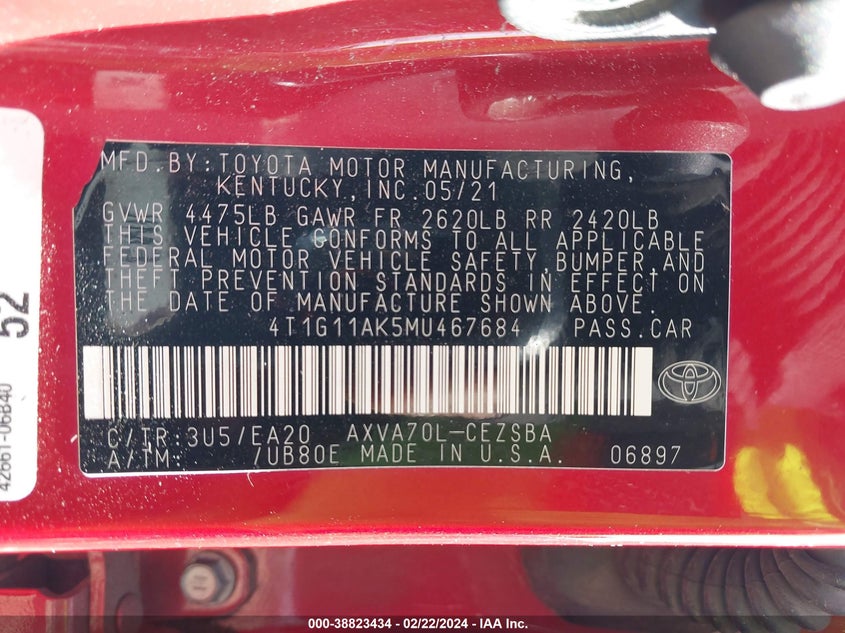 MFD.BY:TOYOTA MOTOR MANUFACTURING,
KENTUCKY,INC.05/21
GVWR 4475LB GAWR FR 2620LB RR 2420LB
THIS VEHICLE CONFORMS TO ALL APPLICABLE
FEDERAL MOTOR VEHICLE SAFETY,BUMPER,AND
THEFT PREVENTION STANDARDS IN EFFECT ON
THE DATE OF MANUFACTURE SHOWN ABOVE.
4T1G11AK5MU467684 PASS.CAR
C/TR:3U5/EA20 AXVA70L-CEZSBA
A/TM: /UB80E MADE IN U.S.A. 06897
52
42661-06B40
000-38823434 - 02/22/2024 - IAA Inc.